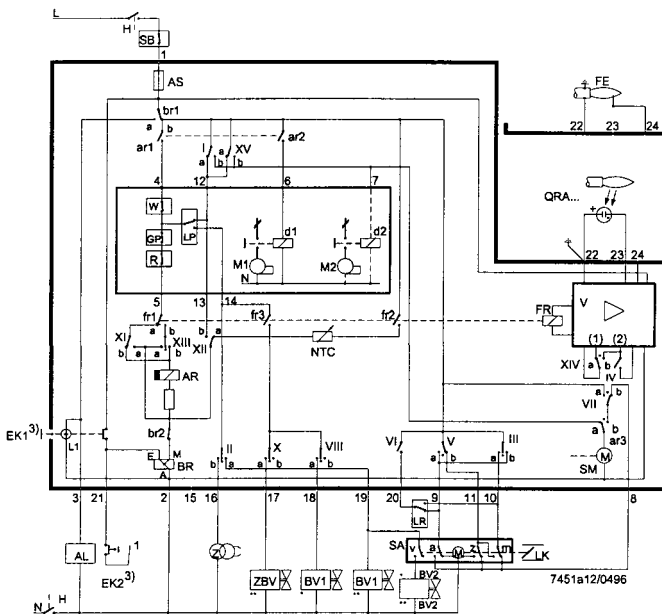 L
H
SB
1
AS
FE
22 23 24
br1
a b
ar1 ar2
I a XV
a b b
QRA...
+
4 12 6 7
W
LP
GP
R
d1 d2
M1 M2
N
22 23 24
5 13 14
fr1 fr3 fr2 FR
V
a b
XI XIII XII
b a a b b a
NTC
(1) (2)
XIV a b IV
AR
VII
a b
ar3
EK1 3)
L1
br2
E M
BR
A
II X VIII VI V III
b a a b a b a b a b
SM
M
3 21 2 15 16 17 18 19 20 9 11 10 8
LR
AL
1
EK2 3)
Z
SA
v a M z m
LK
ZBV BV1 BV1 BV2
BV2
7451a12/0496
N H